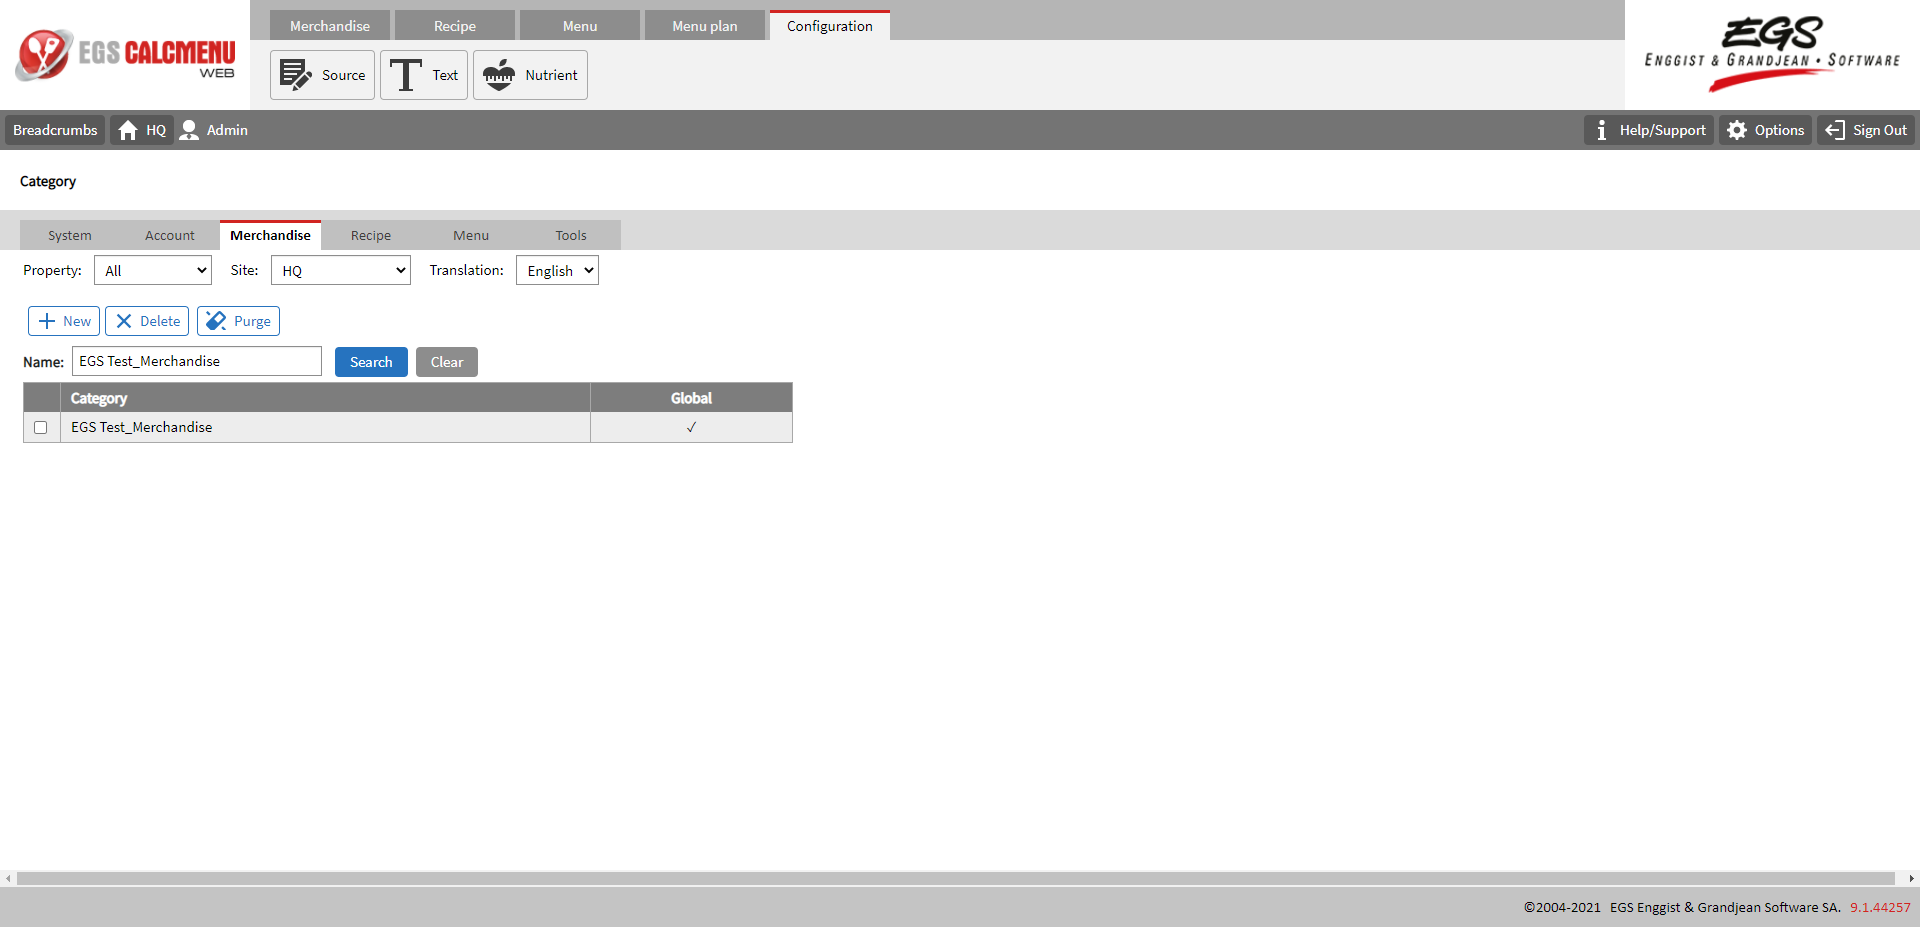 EGS CALCMENU
WEB
Merchandise Recipe Menu Menu plan Configuration
Source Text Nutrient
EGS
ENGGIST & GRANDJEAN • SOFTWARE
Breadcrumbs HQ Admin Help/Support Options Sign Out
Category
System Account Merchandise Recipe Menu Tools
Property: All Site: HQ Translation: English
New Delete Purge
Name: EGS Test_Merchandise Search Clear
Category Global
EGS Test_Merchandise ✓
©2004-2021 EGS Enggist & Grandjean Software SA. 9.1.44257